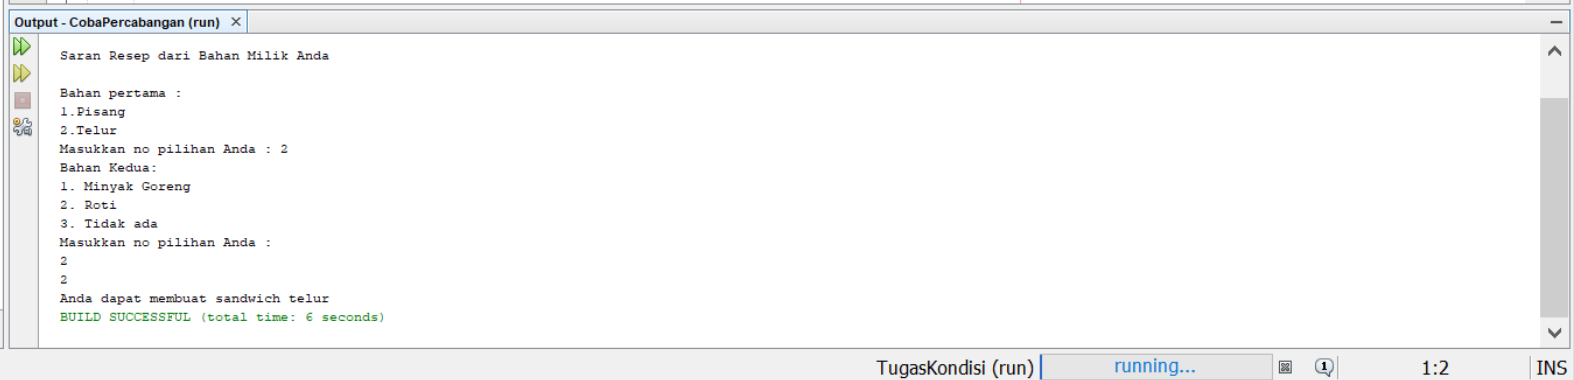 Output - CobaPercabangan (run) ×
Saran Resep dari Bahan Milik Anda
Bahan pertama :
1.Pisang
2.Telur
Masukkan no pilihan Anda : 2
Bahan Kedua:
1. Minyak Goreng
2. Roti
3. Tidak ada
Masukkan no pilihan Anda :
2
2
Anda dapat membuat sandwich telur
BUILD SUCCESSFUL (total time: 6 seconds)
TugasKondisi (run) running... 1 1:2 INS